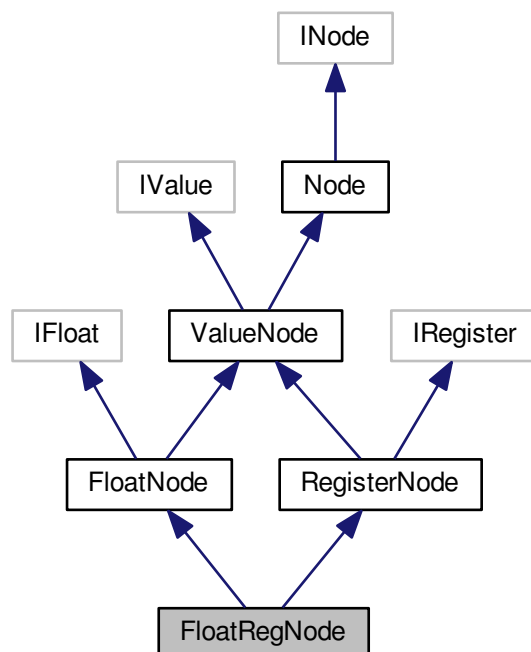 INode
IValue
Node
IFloat
ValueNode
IRegister
FloatNode
RegisterNode
FloatRegNode